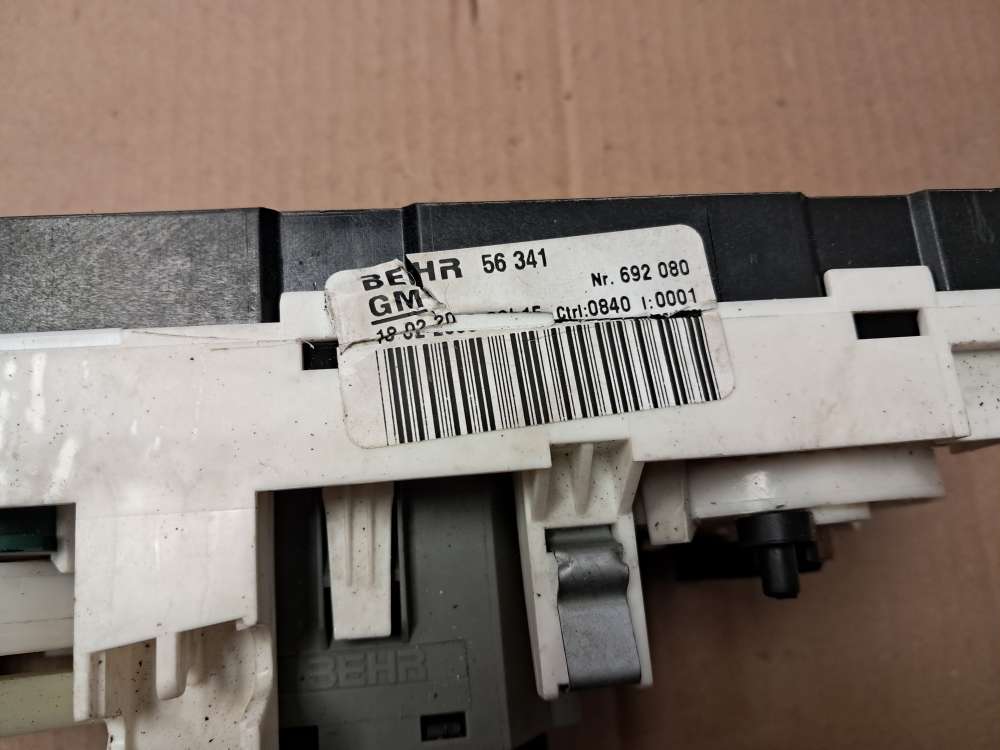 BEHR 56 341
Nr. 692 080
GM
Ctrl:0840 I:0001
BEHR